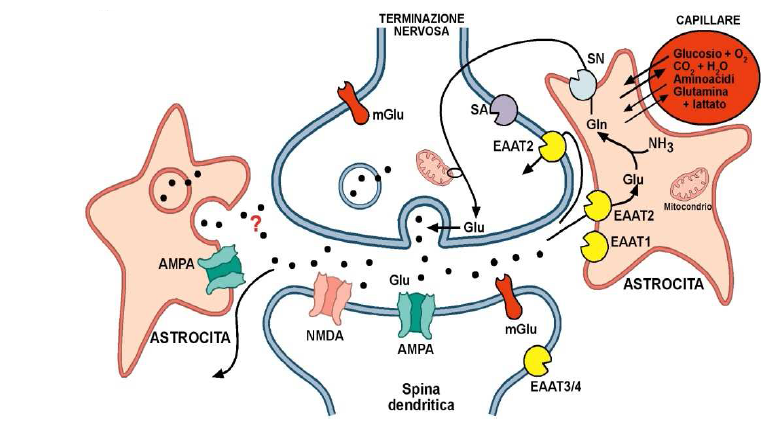 TERMINAZIONE
NERVOSA
CAPILLARE
Glucosio + O2
CO2 + H2O
Aminoacidi
Glutamina
+ lattato
SN
mGlu
SA
Gln
EAAT2
NH3
Glu
Mitocondrio
EAAT2
?
Glu
EAAT1
AMPA
Glu
ASTROCITA
NMDA
AMPA
mGlu
ASTROCITA
EAAT3/4
Spina
dendritica